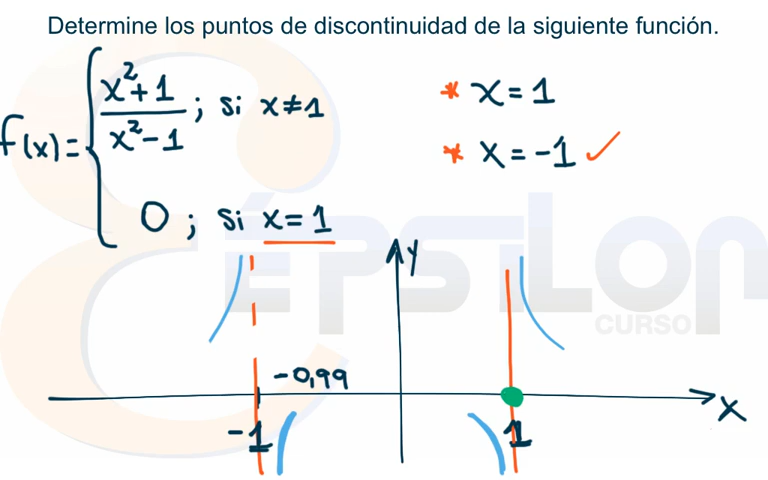 Determine los puntos de discontinuidad de la siguiente función.
f(x)= { x²+1 / x²-1 ; si x≠1
0 ; si x=1
* x=1
* x=-1 ✓
y
ÉPSILON
CURSO
-0,99
-1
1
x